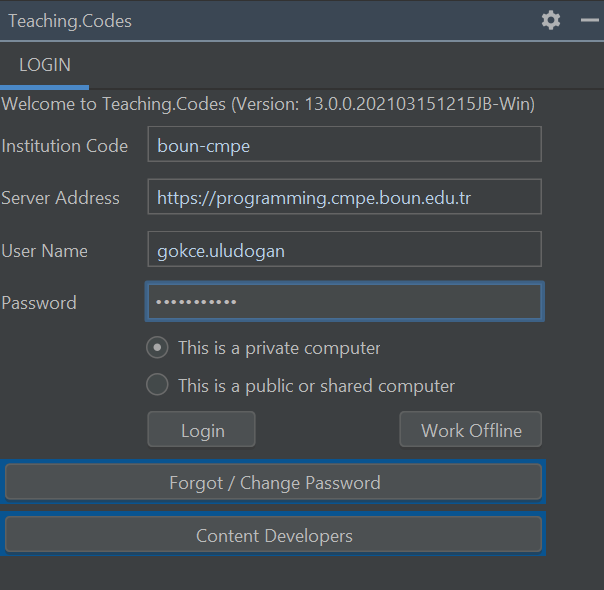 Teaching.Codes
LOGIN
Welcome to Teaching.Codes (Version: 13.0.0.202103151215JB-Win)
Institution Code boun-cmpe
Server Address https://programming.cmpe.boun.edu.tr
User Name gokce.uludogan
Password •••••••••••
This is a private computer
This is a public or shared computer
Login Work Offline
Forgot / Change Password
Content Developers